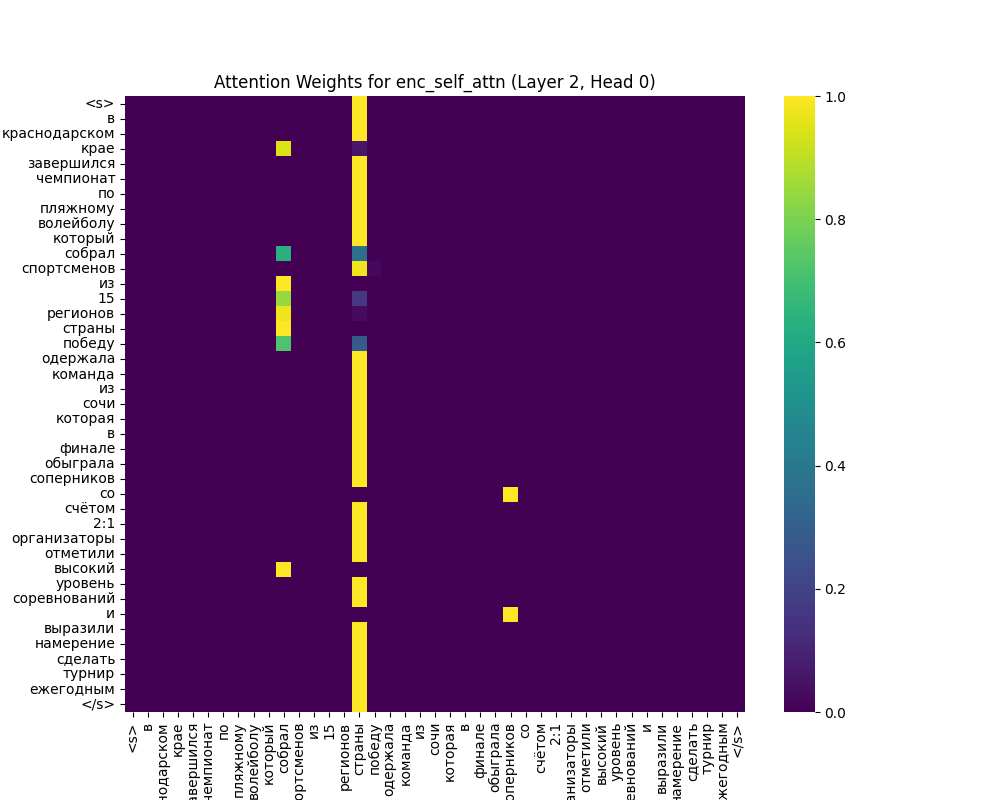 Attention Weights for enc_self_attn (Layer 2, Head 0)
<s>
в
краснодарском
крае
завершился
чемпионат
по
пляжному
волейболу
который
собрал
спортсменов
из
15
регионов
страны
победу
одержала
команда
из
сочи
которая
в
финале
обыграла
соперников
со
счётом
2:1
организаторы
отметили
высокий
уровень
соревнований
и
выразили
намерение
сделать
турнир
ежегодным
</s>
1.0
0.8
0.6
0.4
0.2
0.0
<s>
в
нодарском
крае
авершился
чемпионат
по
пляжному
волейболу
который
собрал
ортсменов
из
15
регионов
страны
победу
одержала
команда
из
сочи
которая
в
финале
обыграла
оперников
со
счётом
2:1
анизаторы
отметили
высокий
уровень
евнований
и
выразили
намерение
сделать
турнир
жегодным
</s>